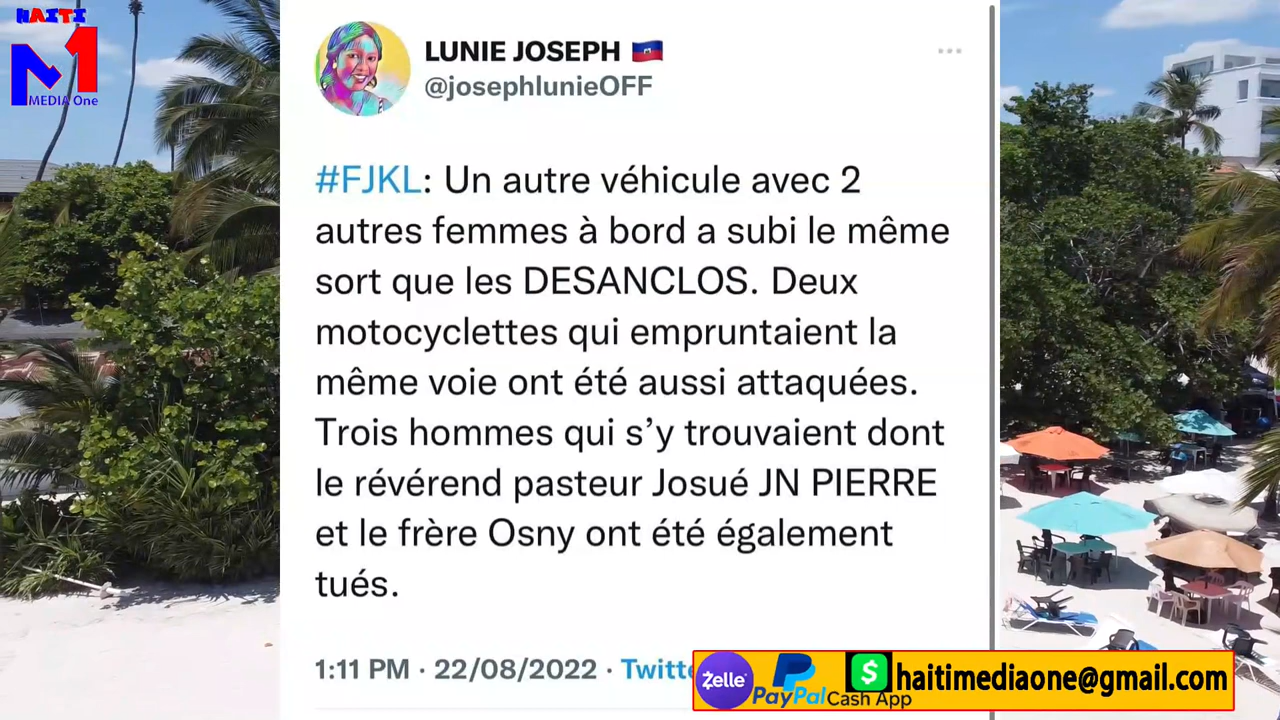 HAITI
M1
MEDIA One
LUNIE JOSEPH
@josephlunieOFF
#FJKL: Un autre véhicule avec 2
autres femmes à bord a subi le même
sort que les DESANCLOS. Deux
motocyclettes qui empruntaient la
même voie ont été aussi attaquées.
Trois hommes qui s’y trouvaient dont
le révérend pasteur Josué JN PIERRE
et le frère Osny ont été également
tués.
1:11 PM · 22/08/2022 · Twitte
Zelle
PayPal
$
Cash App
haitimediaone@gmail.com